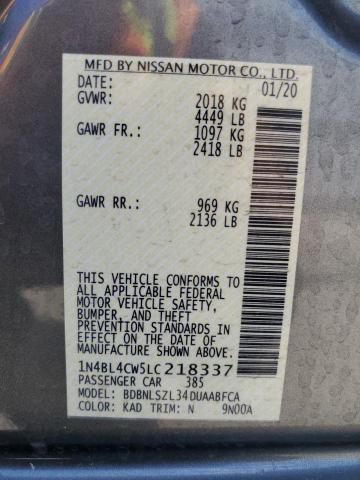 MFD BY NISSAN MOTOR CO., LTD.
DATE: 01/20
GVWR: 2018 KG
4449 LB
GAWR FR.: 1097 KG
2418 LB
GAWR RR.: 969 KG
2136 LB
THIS VEHICLE CONFORMS TO
ALL APPLICABLE FEDERAL
MOTOR VEHICLE SAFETY,
BUMPER, AND THEFT
PREVENTION STANDARDS IN
EFFECT ON THE DATE OF
MANUFACTURE SHOWN ABOVE.
1N4BL4CW5LC218337
PASSENGER CAR 385
MODEL: BDBNLSZL34DUAABFCA
COLOR: KAD TRIM: N 9N00A